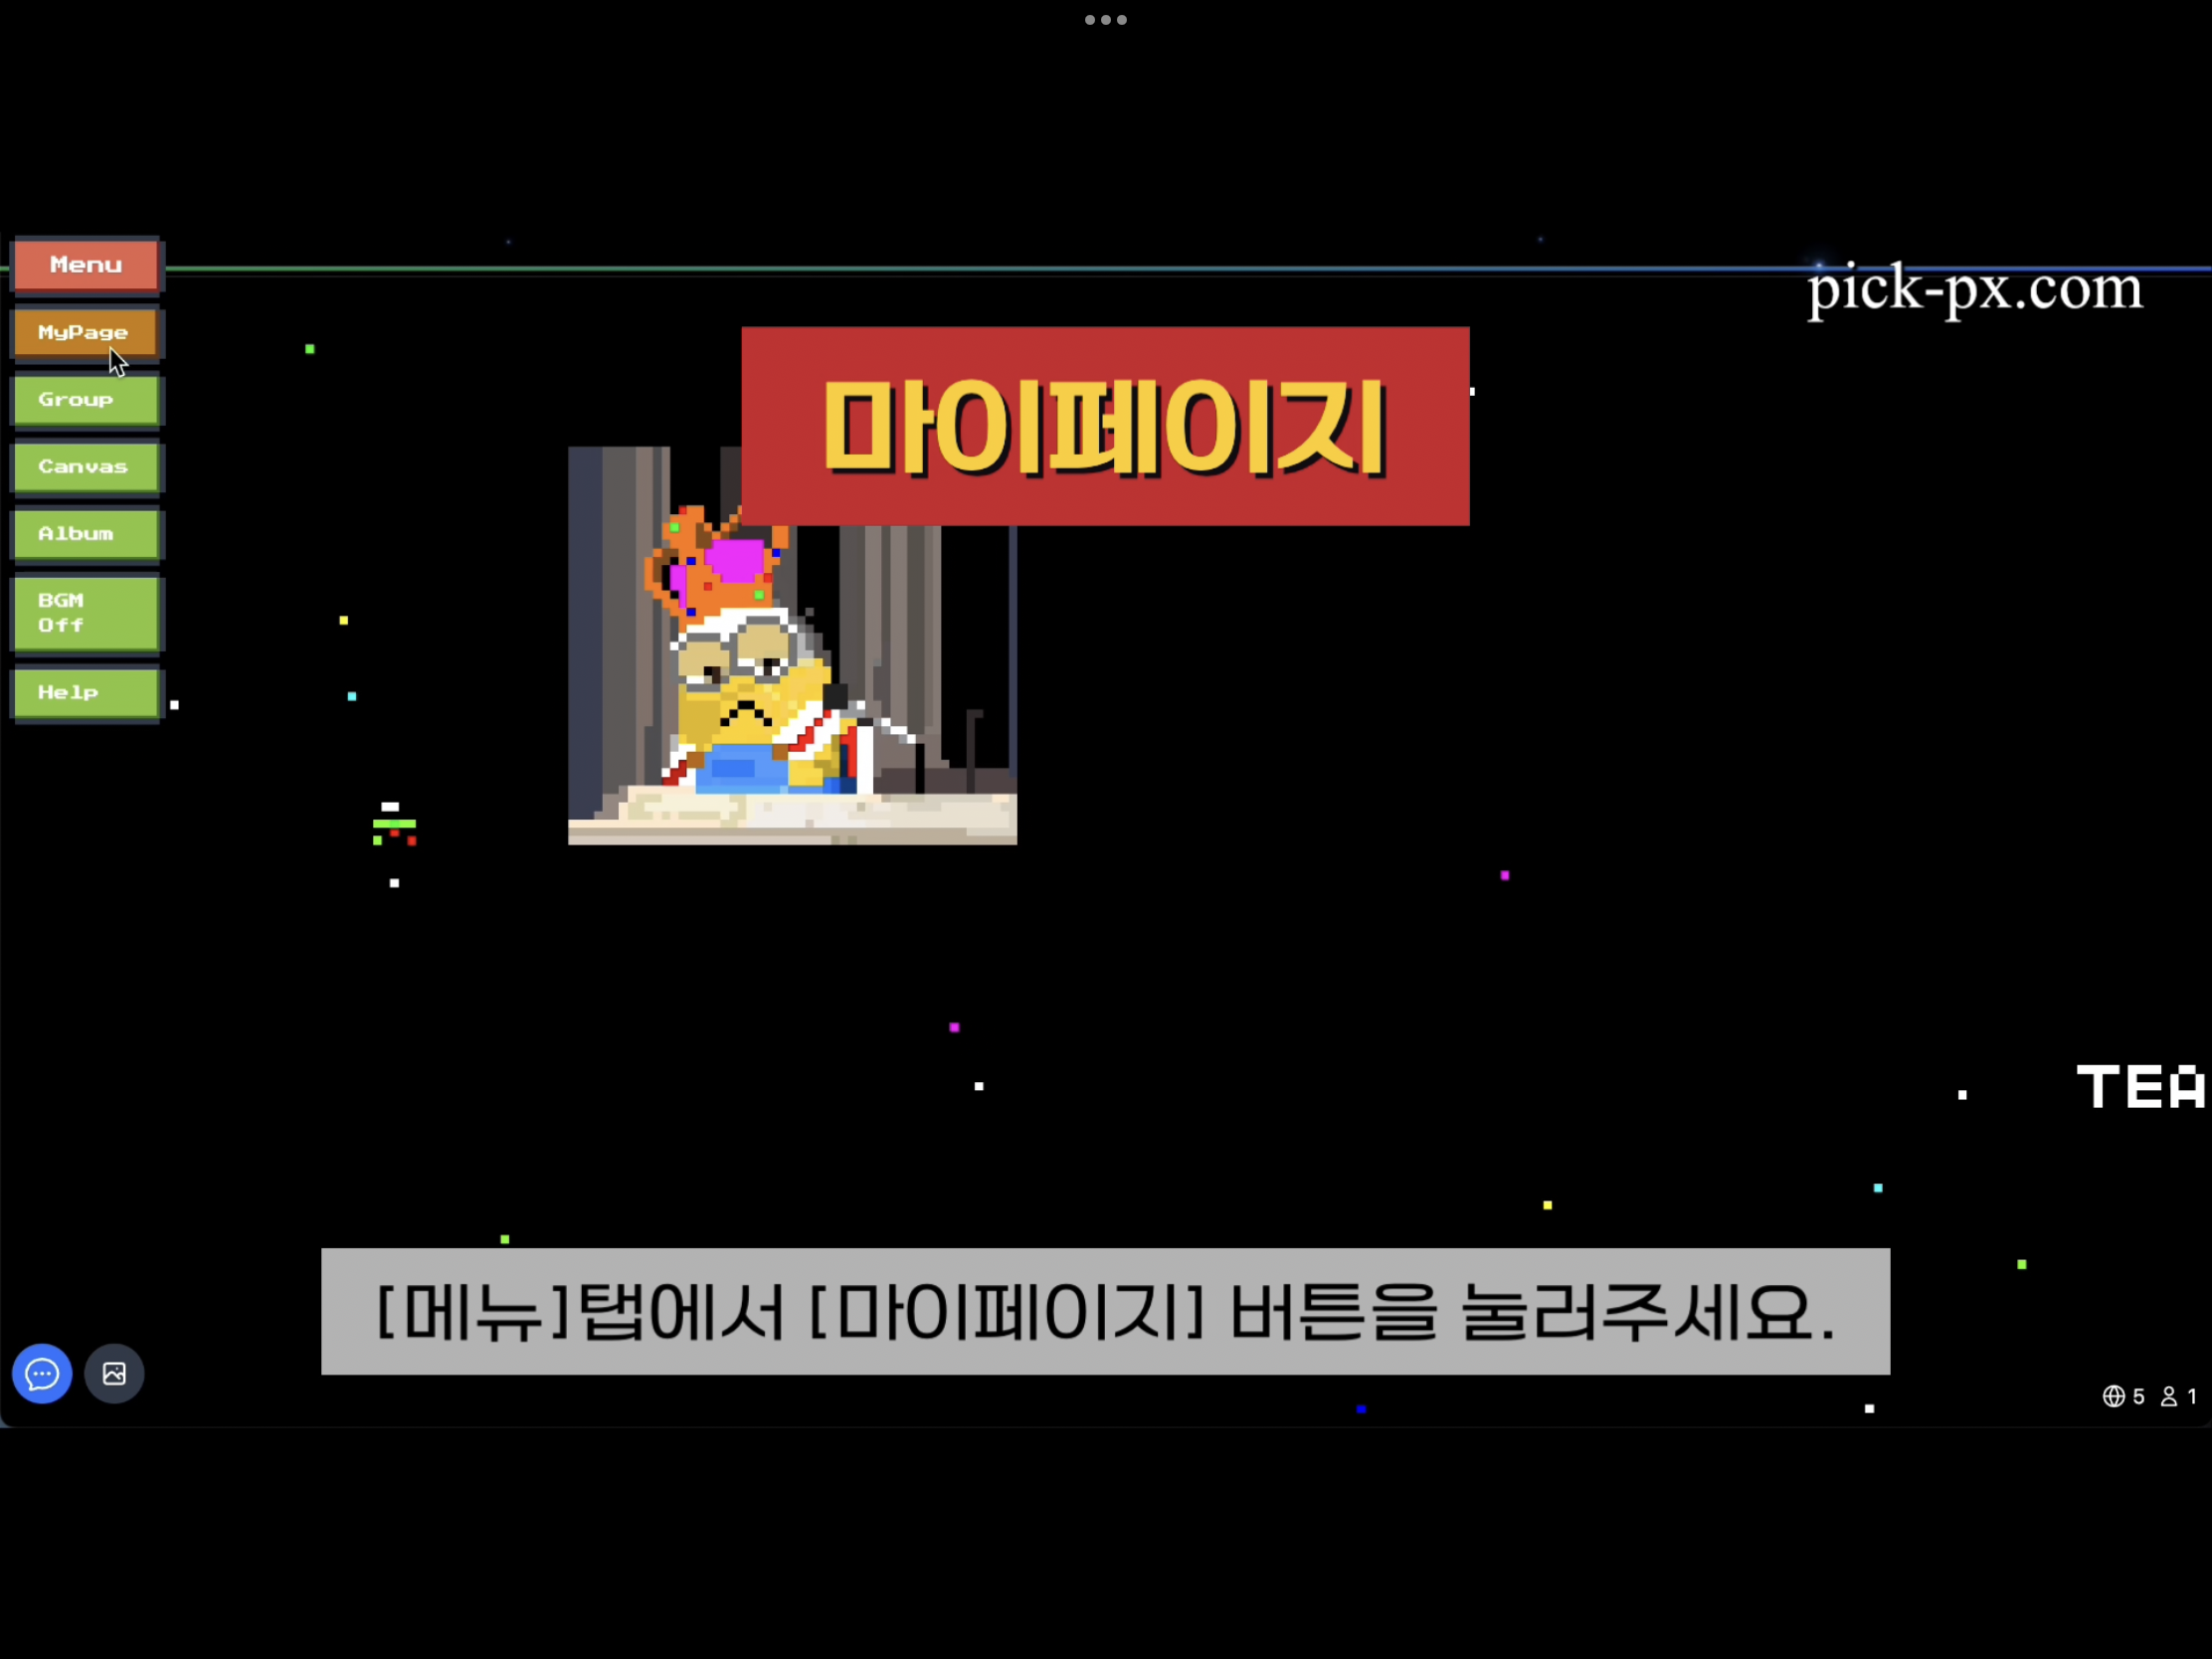 Menu
pick-px.com
MyPage
마이페이지
Group
Canvas
Album
BGM
Off
Help
TEA
[메뉴]탭에서 [마이페이지] 버튼을 눌러주세요.
5 1